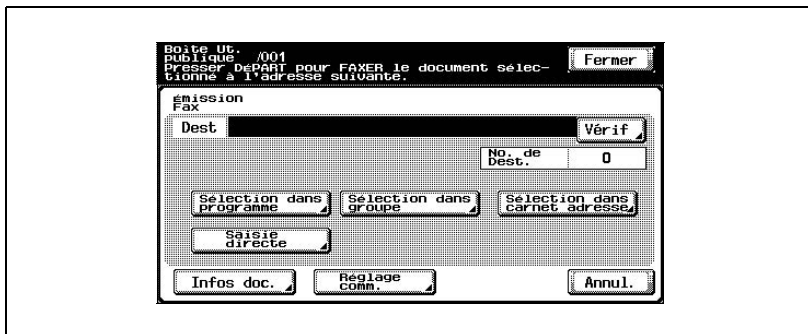 Boîte Ut.
publique /001
Presser DéPART pour FAXER le document sélec-
tionné à l'adresse suivante.
Fermer
émission
Fax
Dest
Vérif
No. de
Dest.
0
Sélection dans
programme
Sélection dans
groupe
Sélection dans
carnet adresse
Saisie
directe
Infos doc.
Réglage
comm.
Annul.